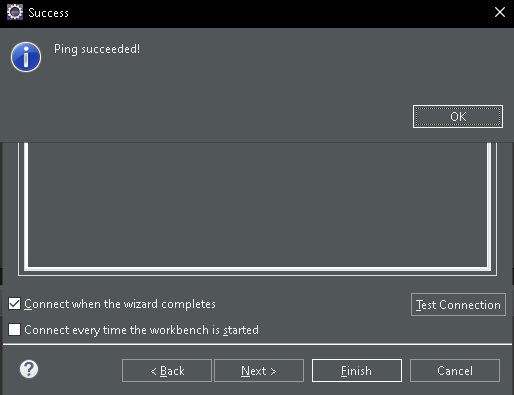 Success
Ping succeeded!
OK
Connect when the wizard completes
Test Connection
Connect every time the workbench is started
?
< Back
Next >
Finish
Cancel